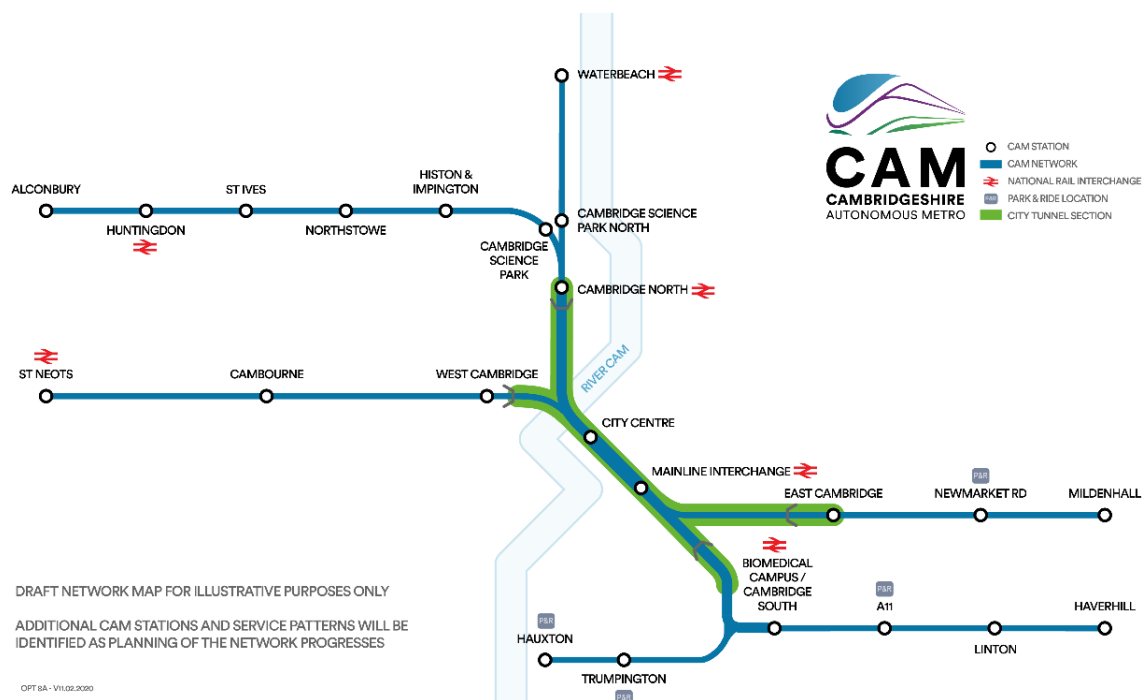 WATERBEACH
CAM
CAMBRIDGESHIRE
AUTONOMOUS METRO
CAM STATION
CAM NETWORK
NATIONAL RAIL INTERCHANGE
P&R
PARK & RIDE LOCATION
CITY TUNNEL SECTION
ALCONBURY
HUNTINGDON
ST IVES
NORTHSTOWE
HISTON &
IMPINGTON
CAMBRIDGE
SCIENCE
PARK
CAMBRIDGE SCIENCE
PARK NORTH
CAMBRIDGE NORTH
RIVER CAM
ST NEOTS
CAMBOURNE
WEST CAMBRIDGE
CITY CENTRE
MAINLINE INTERCHANGE
EAST CAMBRIDGE
P&R
NEWMARKET RD
MILDENHALL
BIOMEDICAL
CAMPUS /
CAMBRIDGE
SOUTH
P&R
A11
LINTON
HAVERHILL
P&R
HAUXTON
TRUMPINGTON
P&R
DRAFT NETWORK MAP FOR ILLUSTRATIVE PURPOSES ONLY
ADDITIONAL CAM STATIONS AND SERVICE PATTERNS WILL BE
IDENTIFIED AS PLANNING OF THE NETWORK PROGRESSES
OPT 8A - V11.02.2020